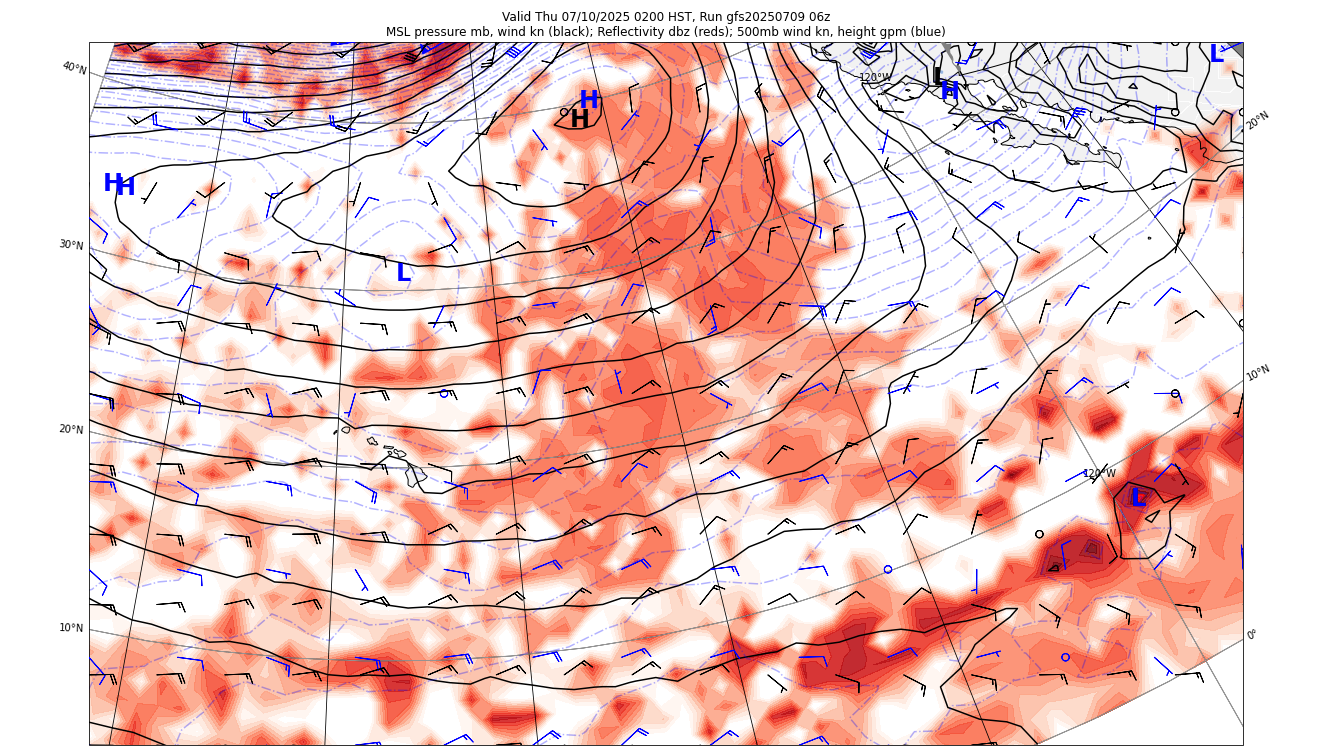 Valid Thu 07/10/2025 0200 HST, Run gfs20250709 06z
MSL pressure mb, wind kn (black); Reflectivity dbz (reds); 500mb wind kn, height gpm (blue)
L
L
40°N
120°W
H
H
H
20°N
H
H
30°N
L
10°N
20°N
120°W
L
10°N
0°